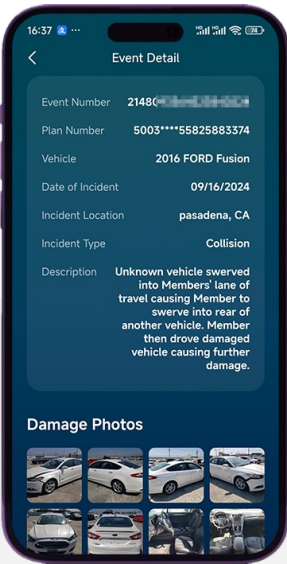 16:37
Event Detail
Event Number 2148
Plan Number 5003****55825883374
Vehicle 2016 FORD Fusion
Date of Incident 09/16/2024
Incident Location pasadena, CA
Incident Type Collision
Description Unknown vehicle swerved
into Members' lane of
travel causing Member to
swerve into rear of
another vehicle. Member
then drove damaged
vehicle causing further
damage.
Damage Photos